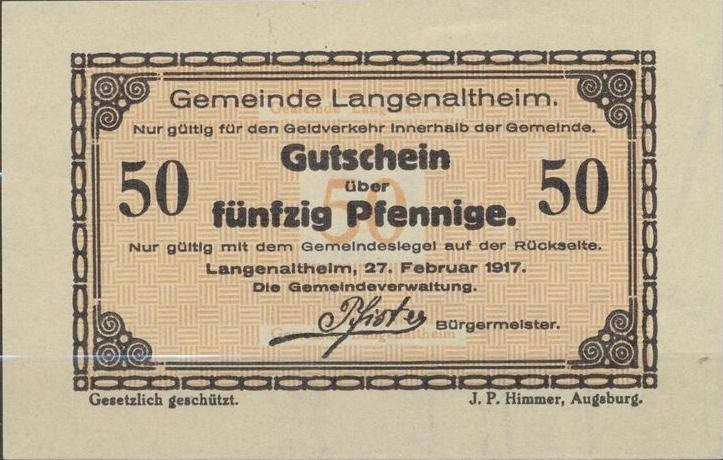 Gemeinde Langenaltheim.
Nur gültig für den Geldverkehr innerhalb der Gemeinde.
Gutschein
50 über 50
fünfzig Pfennige.
Nur gültig mit dem Gemeindesiegel auf der Rückseite.
Langenaltheim, 27. Februar 1917.
Die Gemeindeverwaltung.
Pfister Bürgermeister.
Gesetzlich geschützt. J. P. Himmer, Augsburg.